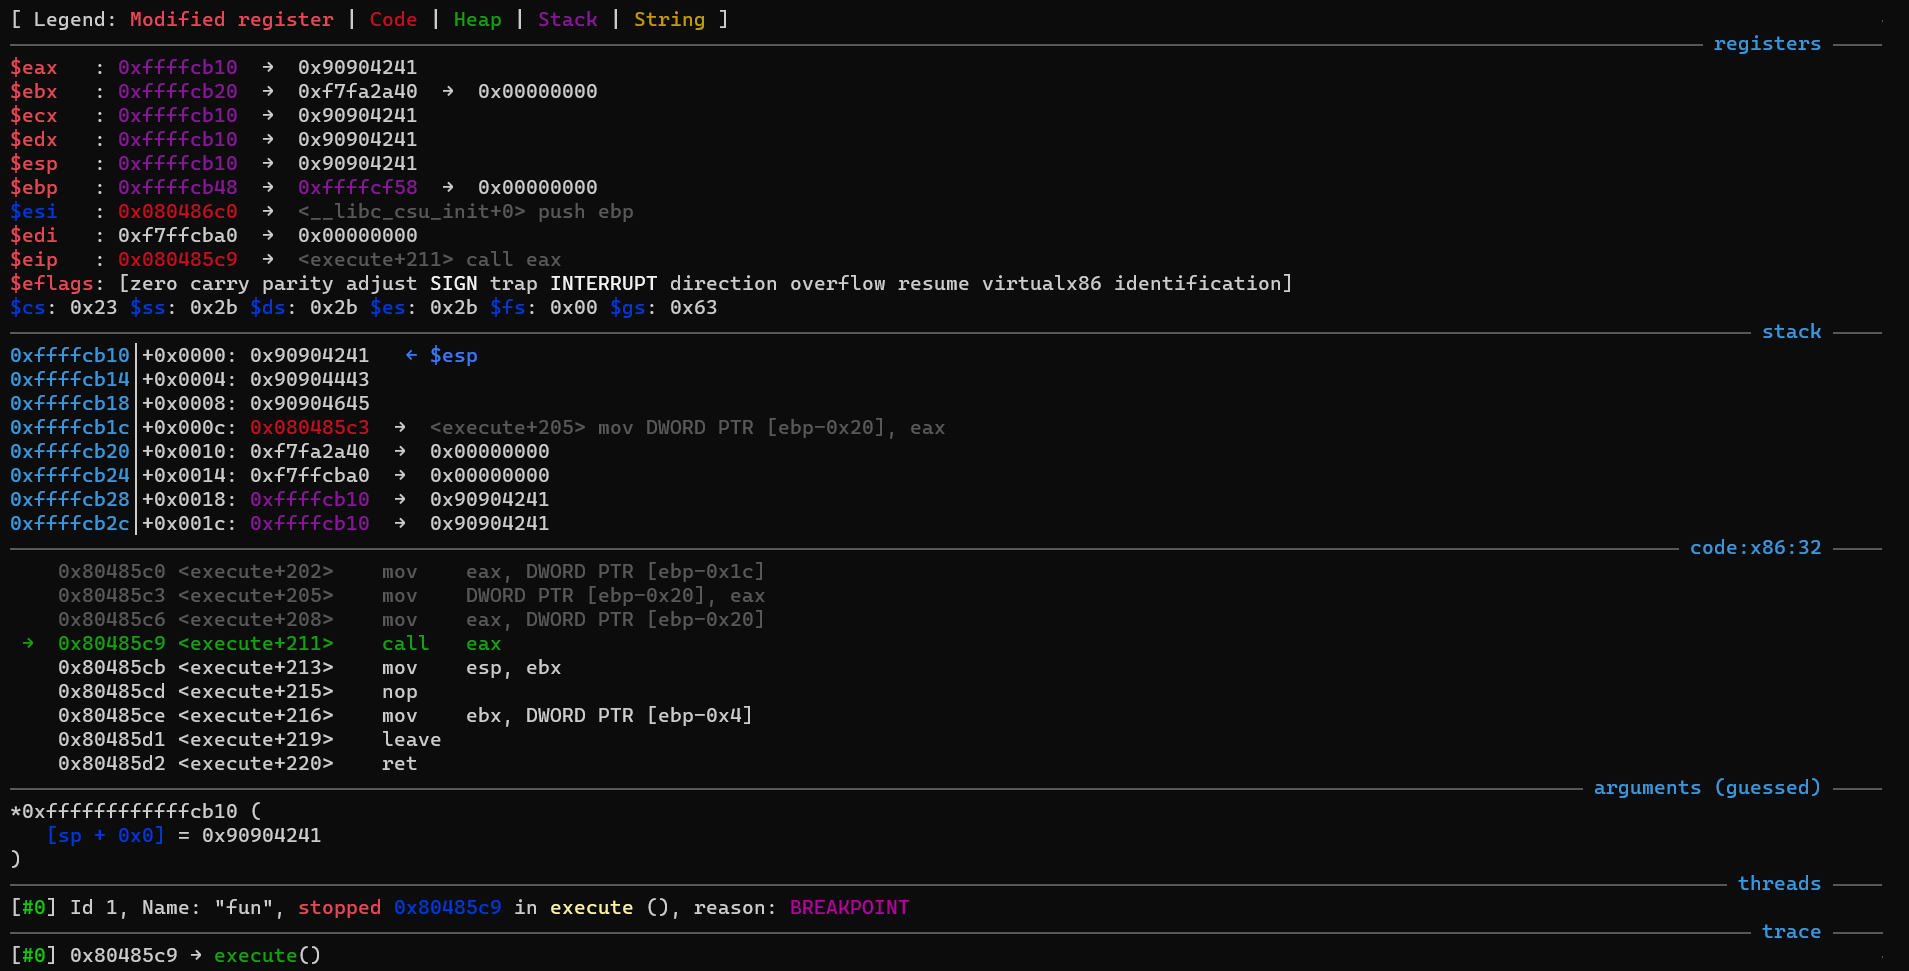 [ Legend: Modified register | Code | Heap | Stack | String ]
registers
$eax   : 0xffffcb10  →  0x90904241
$ebx   : 0xffffcb20  →  0xf7fa2a40  →  0x00000000
$ecx   : 0xffffcb10  →  0x90904241
$edx   : 0xffffcb10  →  0x90904241
$esp   : 0xffffcb10  →  0x90904241
$ebp   : 0xffffcb48  →  0xffffcf58  →  0x00000000
$esi   : 0x080486c0  →  <__libc_csu_init+0> push ebp
$edi   : 0xf7ffcba0  →  0x00000000
$eip   : 0x080485c9  →  <execute+211> call eax
$eflags: [zero carry parity adjust SIGN trap INTERRUPT direction overflow resume virtualx86 identification]
$cs: 0x23 $ss: 0x2b $ds: 0x2b $es: 0x2b $fs: 0x00 $gs: 0x63
stack
0xffffcb10│+0x0000: 0x90904241   ← $esp
0xffffcb14│+0x0004: 0x90904443
0xffffcb18│+0x0008: 0x90904645
0xffffcb1c│+0x000c: 0x080485c3  →  <execute+205> mov DWORD PTR [ebp-0x20], eax
0xffffcb20│+0x0010: 0xf7fa2a40  →  0x00000000
0xffffcb24│+0x0014: 0xf7ffcba0  →  0x00000000
0xffffcb28│+0x0018: 0xffffcb10  →  0x90904241
0xffffcb2c│+0x001c: 0xffffcb10  →  0x90904241
code:x86:32
0x80485c0 <execute+202>    mov    eax, DWORD PTR [ebp-0x1c]
0x80485c3 <execute+205>    mov    DWORD PTR [ebp-0x20], eax
0x80485c6 <execute+208>    mov    eax, DWORD PTR [ebp-0x20]
→  0x80485c9 <execute+211>    call   eax
0x80485cb <execute+213>    mov    esp, ebx
0x80485cd <execute+215>    nop
0x80485ce <execute+216>    mov    ebx, DWORD PTR [ebp-0x4]
0x80485d1 <execute+219>    leave
0x80485d2 <execute+220>    ret
arguments (guessed)
*0xffffffffffffcb10 (
[sp + 0x0] = 0x90904241
)
threads
[#0] Id 1, Name: "fun", stopped 0x80485c9 in execute (), reason: BREAKPOINT
trace
[#0] 0x80485c9 → execute()